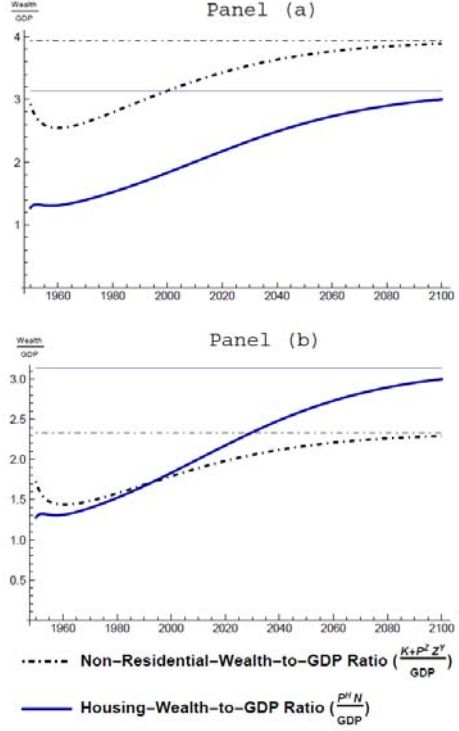 Wealth
GDP
Panel (a)
4
3
2
1
1960 1980 2000 2020 2040 2060 2080 2100
Wealth
GDP
Panel (b)
3.0
2.5
2.0
1.5
1.0
0.5
1960 1980 2000 2020 2040 2060 2080 2100
Non–Residential–Wealth–to–GDP Ratio (K+P^Z Z^Y / GDP)
Housing–Wealth–to–GDP Ratio (P^H N / GDP)